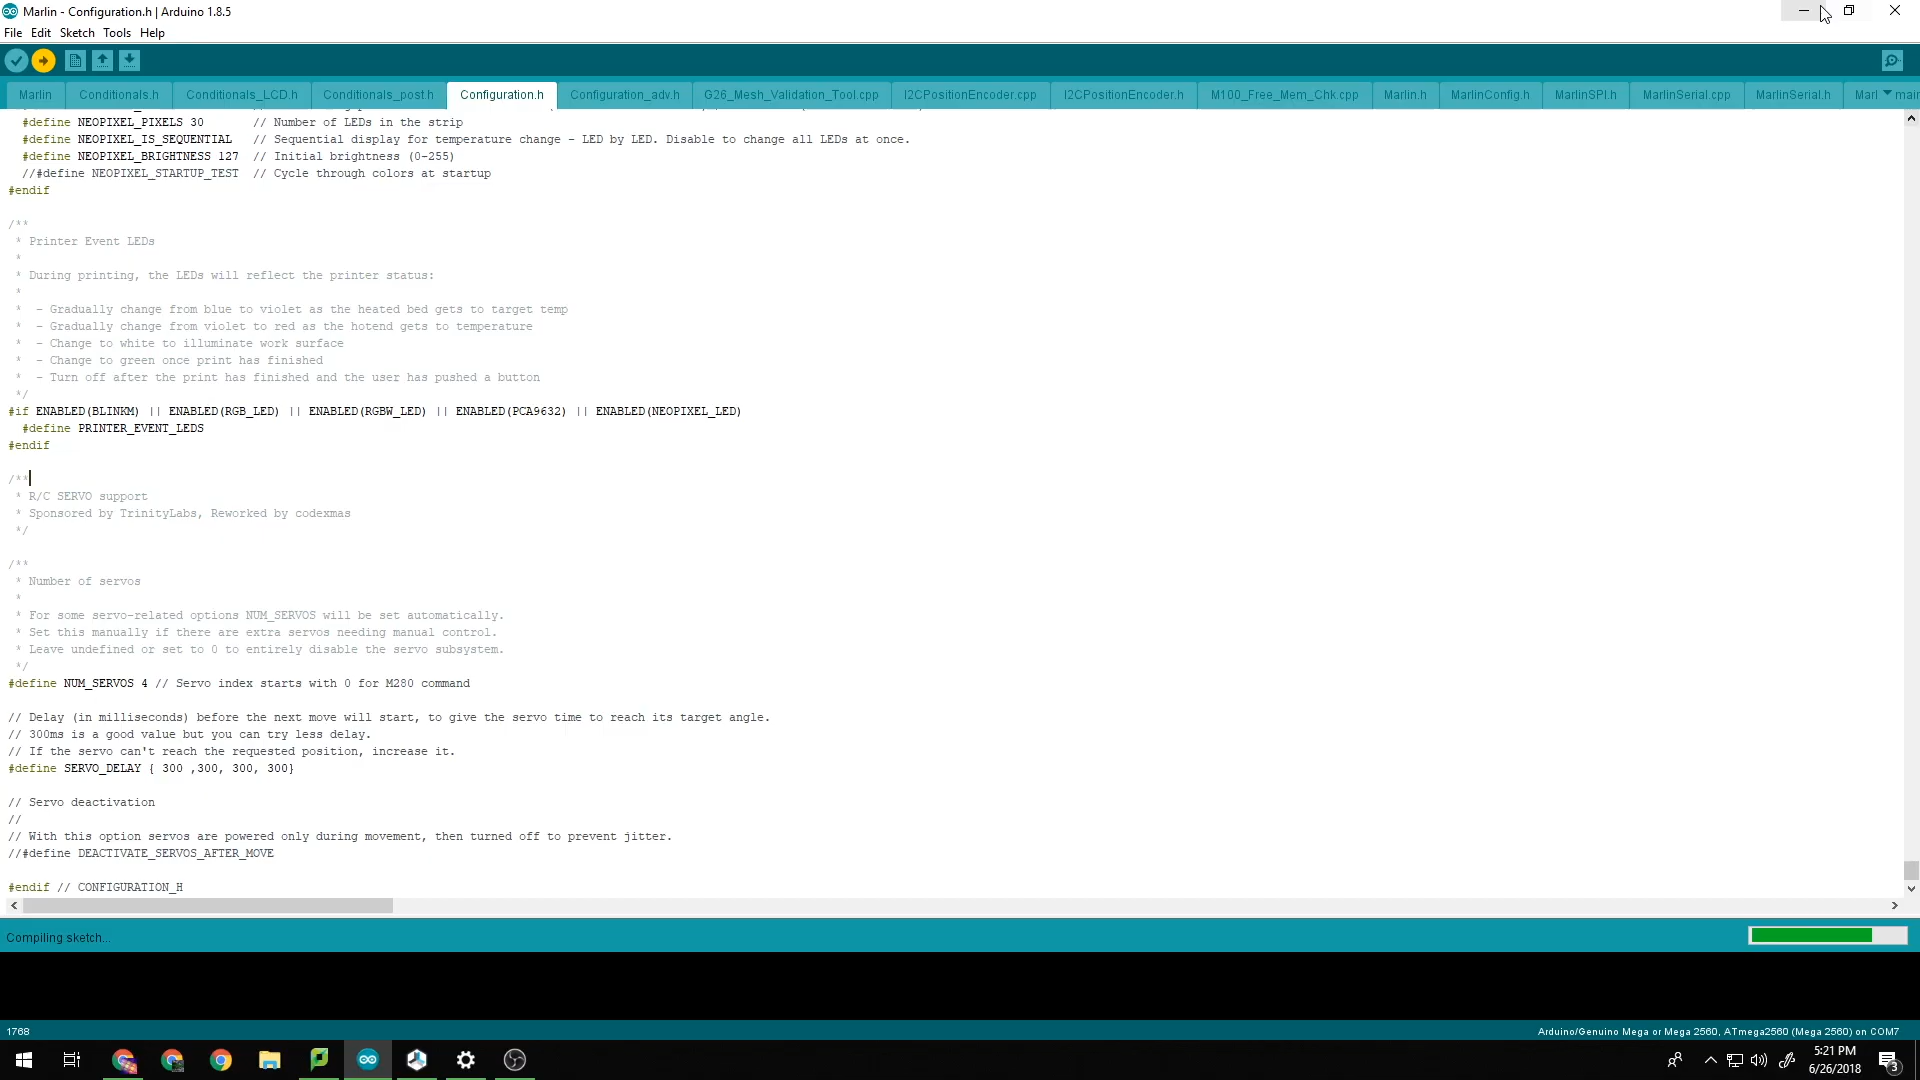 Marlin - Configuration.h | Arduino 1.8.5
File Edit Sketch Tools Help
Marlin Conditionals.h Conditionals_LCD.h Conditionals_post.h Configuration.h Configuration_adv.h G26_Mesh_Validation_Tool.cpp I2CPositionEncoder.cpp I2CPositionEncoder.h M100_Free_Mem_Chk.cpp Marlin.h MarlinConfig.h MarlinSPI.h MarlinSerial.cpp MarlinSerial.h Marl mair
#define NEOPIXEL_PIXELS 30 // Number of LEDs in the strip
#define NEOPIXEL_IS_SEQUENTIAL // Sequential display for temperature change - LED by LED. Disable to change all LEDs at once.
#define NEOPIXEL_BRIGHTNESS 127 // Initial brightness (0-255)
//#define NEOPIXEL_STARTUP_TEST // Cycle through colors at startup
#endif
/**
* Printer Event LEDs
*
* During printing, the LEDs will reflect the printer status:
*
* - Gradually change from blue to violet as the heated bed gets to target temp
* - Gradually change from violet to red as the hotend gets to temperature
* - Change to white to illuminate work surface
* - Change to green once print has finished
* - Turn off after the print has finished and the user has pushed a button
*/
#if ENABLED(BLINKM) || ENABLED(RGB_LED) || ENABLED(RGBW_LED) || ENABLED(PCA9632) || ENABLED(NEOPIXEL_LED)
#define PRINTER_EVENT_LEDS
#endif
/**
* R/C SERVO support
* Sponsored by TrinityLabs, Reworked by codexmas
*/
/**
* Number of servos
*
* For some servo-related options NUM_SERVOS will be set automatically.
* Set this manually if there are extra servos needing manual control.
* Leave undefined or set to 0 to entirely disable the servo subsystem.
*/
#define NUM_SERVOS 4 // Servo index starts with 0 for M280 command
// Delay (in milliseconds) before the next move will start, to give the servo time to reach its target angle.
// 300ms is a good value but you can try less delay.
// If the servo can't reach the requested position, increase it.
#define SERVO_DELAY { 300 ,300, 300, 300}
// Servo deactivation
//
// With this option servos are powered only during movement, then turned off to prevent jitter.
//#define DEACTIVATE_SERVOS_AFTER_MOVE
#endif // CONFIGURATION_H
Compiling sketch...
1768
Arduino/Genuino Mega or Mega 2560, ATmega2560 (Mega 2560) on COM7
5:21 PM
6/26/2018
3